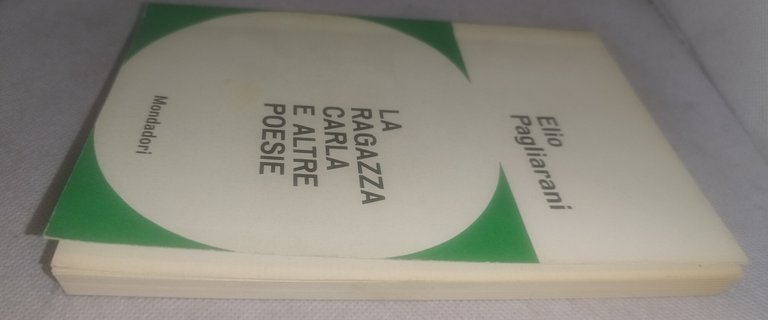 Elio
Pagliarani
LA
RAGAZZA
CARLA
E ALTRE
POESIE
Mondadori